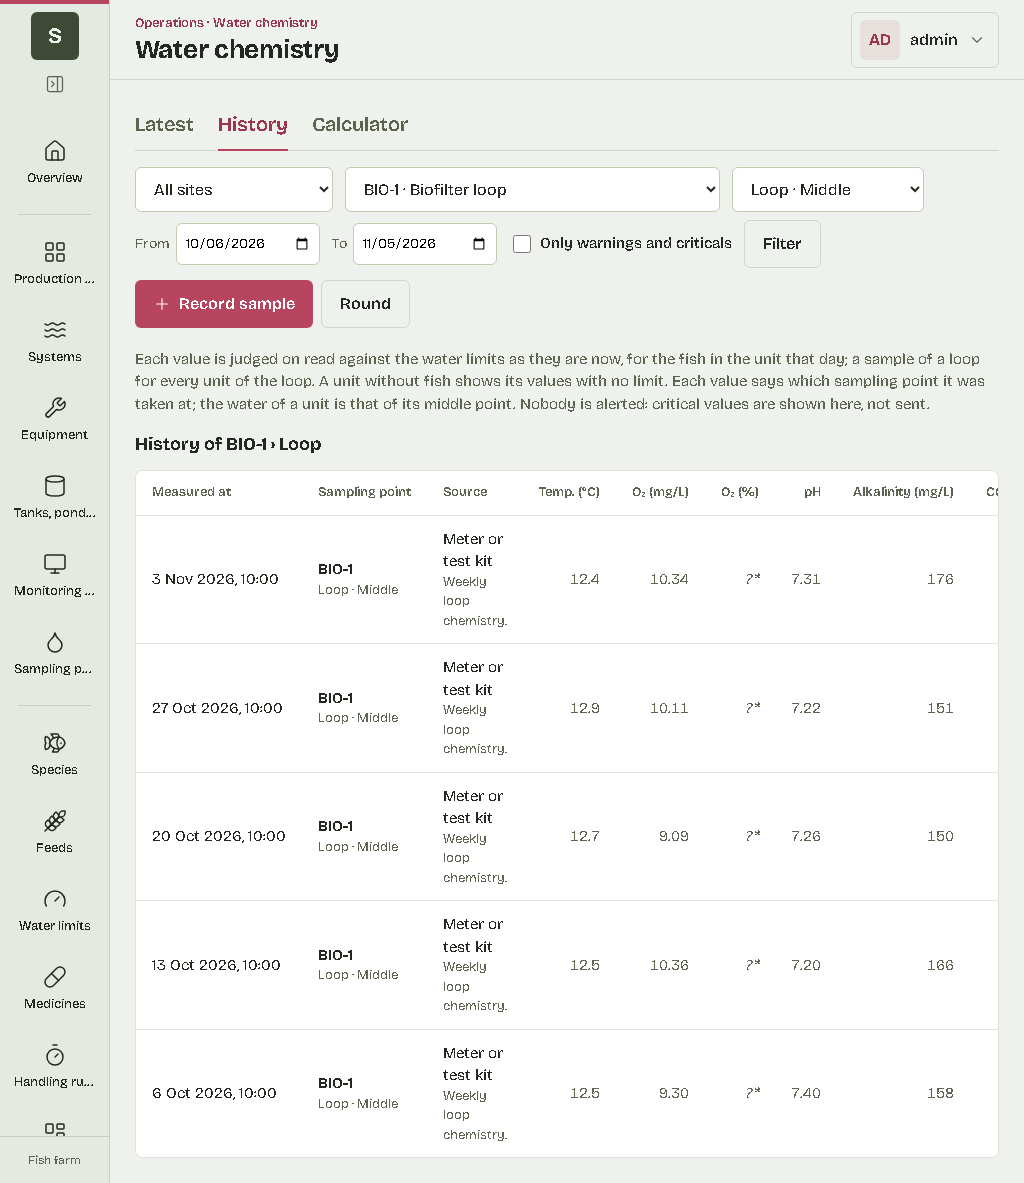 S
Operations · Water chemistry
Water chemistry
AD admin
Overview
Production ...
Systems
Equipment
Tanks, pond...
Monitoring ...
Sampling p...
Species
Feeds
Water limits
Medicines
Handling ru...
Fish farm
Latest History Calculator
All sites BIO-1 · Biofilter loop Loop · Middle
From 10/06/2026 To 11/05/2026 Only warnings and criticals Filter
Record sample Round
Each value is judged on read against the water limits as they are now, for the fish in the unit that day; a sample of a loop
for every unit of the loop. A unit without fish shows its values with no limit. Each value says which sampling point it was
taken at; the water of a unit is that of its middle point. Nobody is alerted: critical values are shown here, not sent.
History of BIO-1 › Loop
Measured at Sampling point Source Temp. (°C) O₂ (mg/L) O₂ (%) pH Alkalinity (mg/L)
3 Nov 2026, 10:00 BIO-1 Loop · Middle Meter or test kit Weekly loop chemistry. 12.4 10.34 ?* 7.31 176
27 Oct 2026, 10:00 BIO-1 Loop · Middle Meter or test kit Weekly loop chemistry. 12.9 10.11 ?* 7.22 151
20 Oct 2026, 10:00 BIO-1 Loop · Middle Meter or test kit Weekly loop chemistry. 12.7 9.09 ?* 7.26 150
13 Oct 2026, 10:00 BIO-1 Loop · Middle Meter or test kit Weekly loop chemistry. 12.5 10.36 ?* 7.20 166
6 Oct 2026, 10:00 BIO-1 Loop · Middle Meter or test kit Weekly loop chemistry. 12.5 9.30 ?* 7.40 158